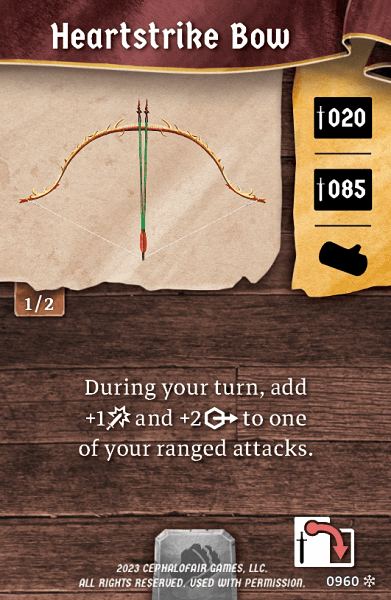 Heartstrike Bow
020
085
1/2
During your turn, add
+1 and +2 to one
of your ranged attacks.
2023 CEPHALOFAIR GAMES, LLC.
ALL RIGHTS RESERVED. USED WITH PERMISSION.
0960